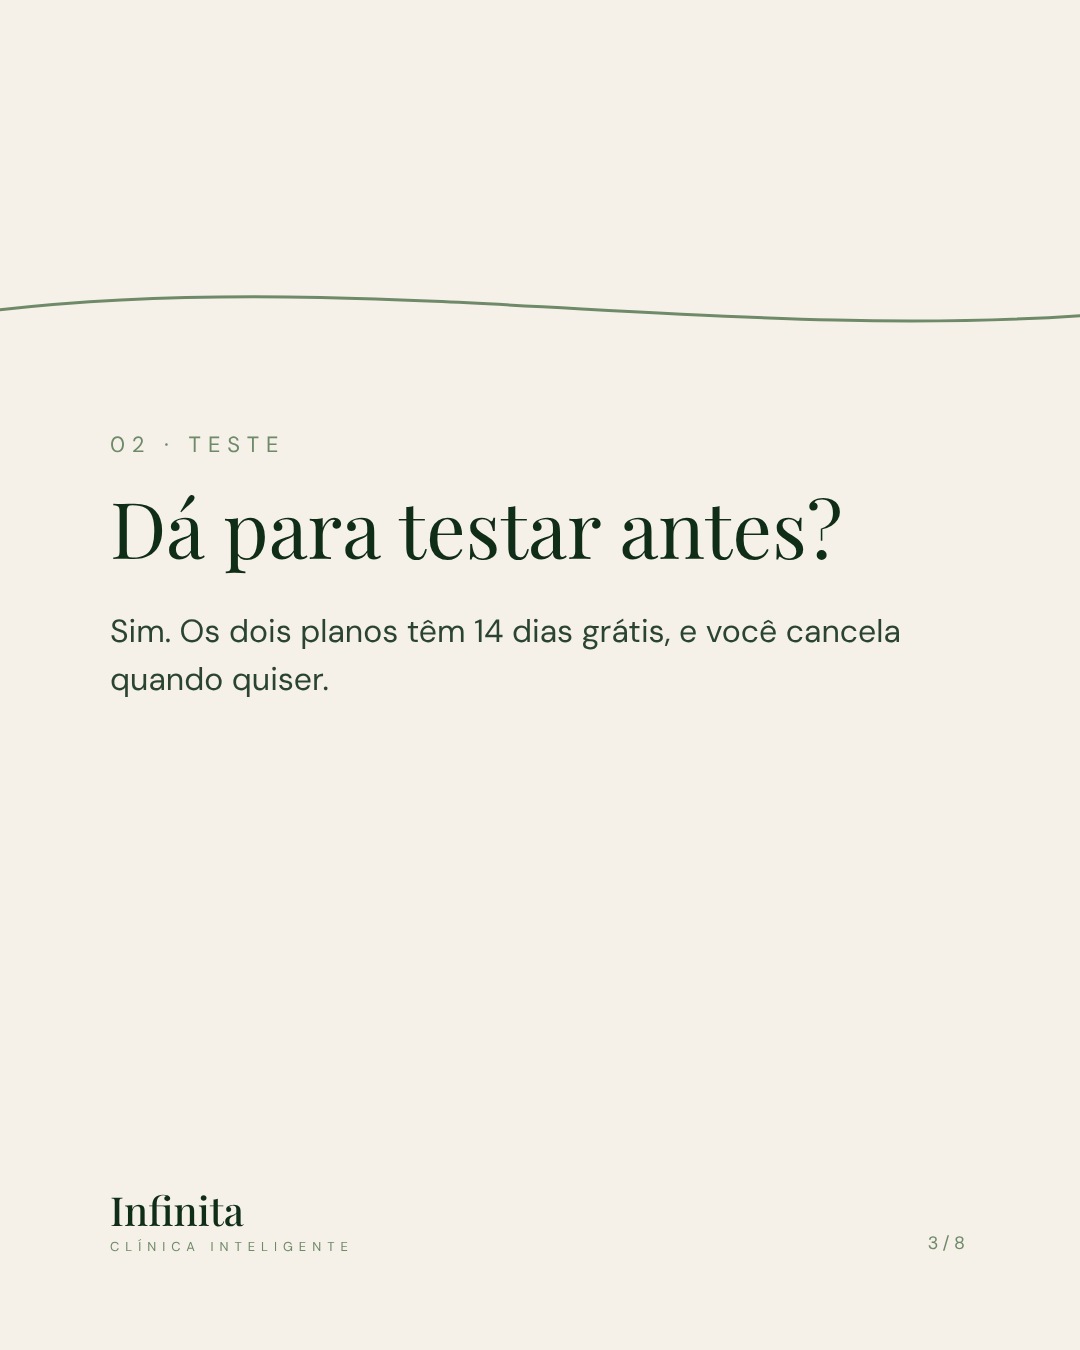 02 · TESTE
Dá para testar antes?
Sim. Os dois planos têm 14 dias grátis, e você cancela
quando quiser.
Infinita
CLÍNICA INTELIGENTE
3/8